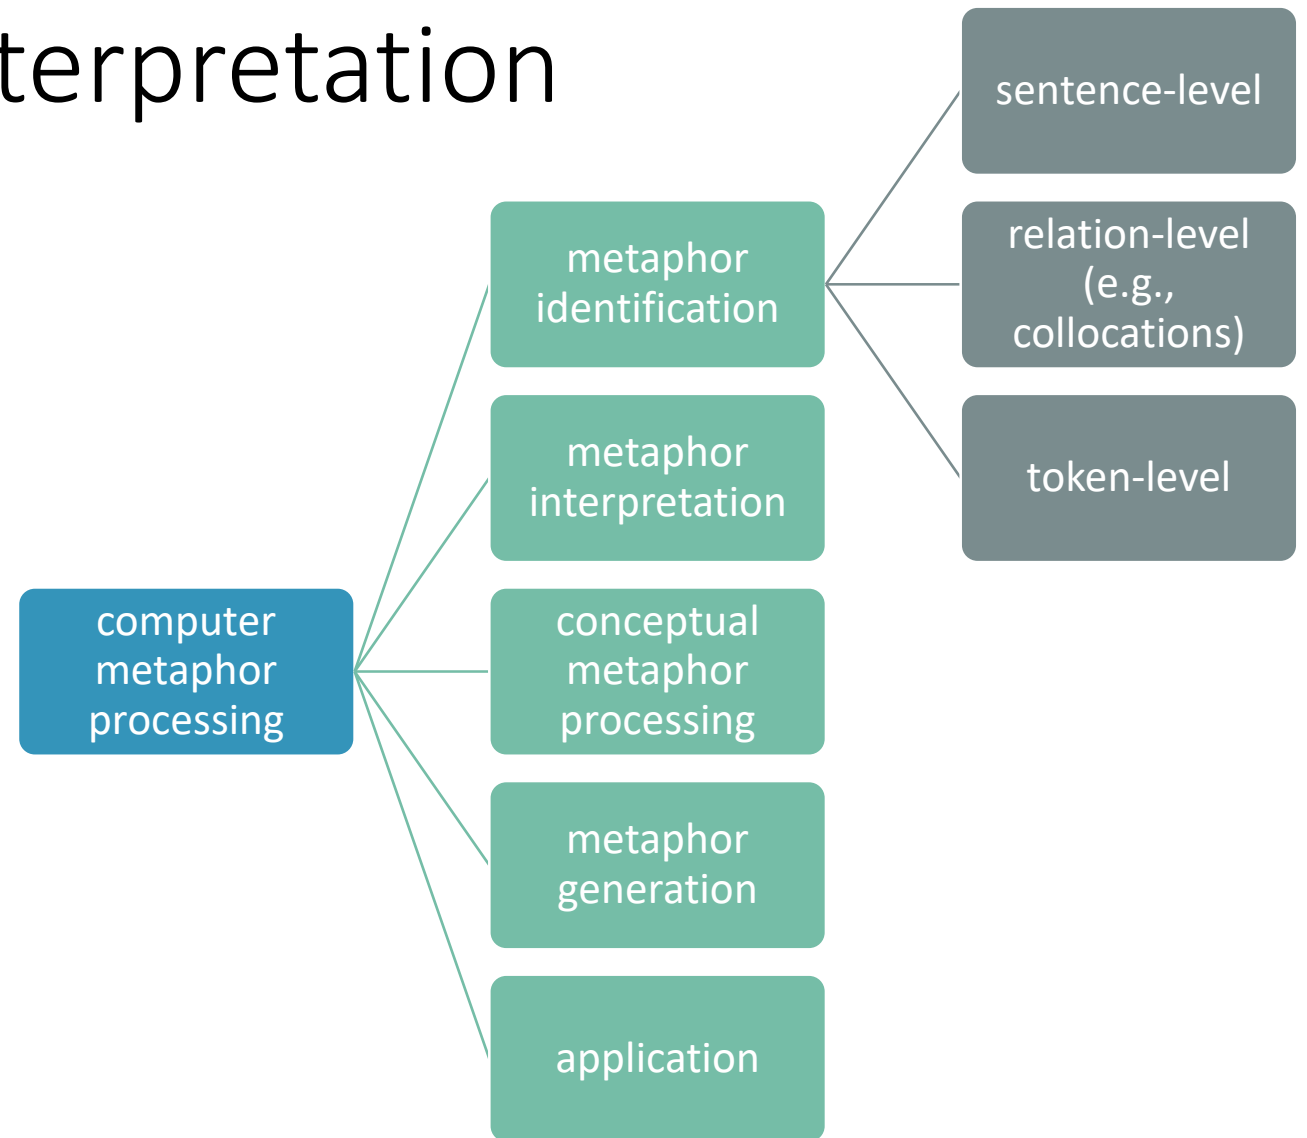 terpretation
sentence-level
metaphor
identification
relation-level
(e.g.,
collocations)
metaphor
interpretation
token-level
computer
metaphor
processing
conceptual
metaphor
processing
metaphor
generation
application